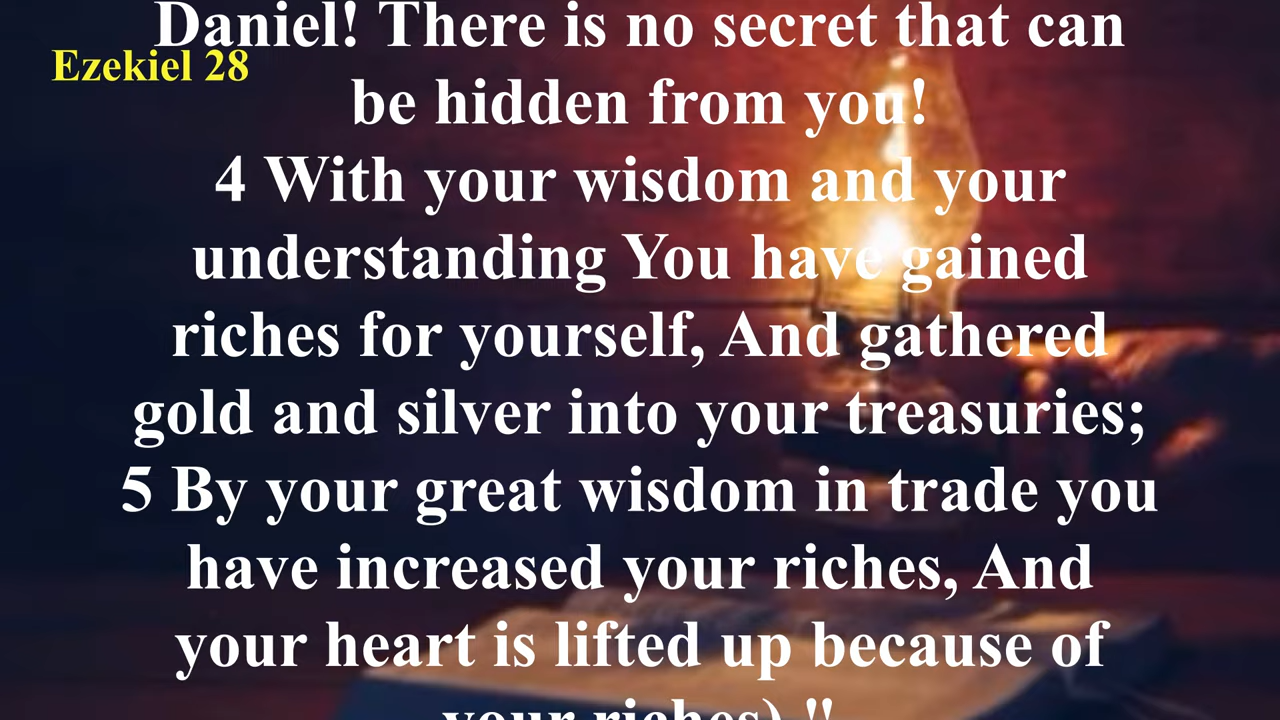 Daniel! There is no secret that can
Ezekiel 28
be hidden from you!
4 With your wisdom and your
understanding You have gained
riches for yourself, And gathered
gold and silver into your treasuries;
5 By your great wisdom in trade you
have increased your riches, And
your heart is lifted up because of
your riches),"